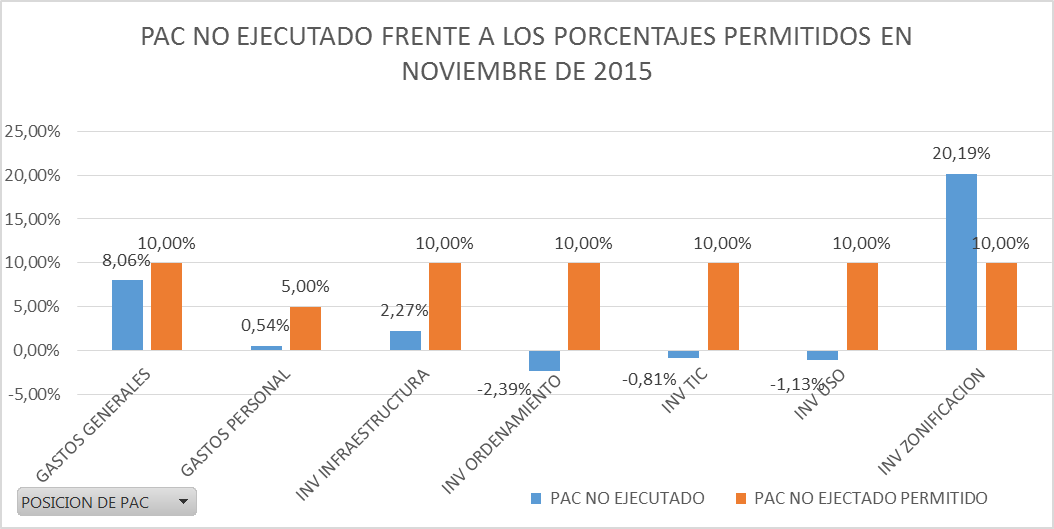 PAC NO EJECUTADO FRENTE A LOS PORCENTAJES PERMITIDOS EN
NOVIEMBRE DE 2015
25,00%
20,00%
15,00%
10,00%
5,00%
0,00%
-5,00%
8,06%
10,00%
0,54%
5,00%
2,27%
10,00%
-2,39%
10,00%
-0,81%
10,00%
-1,13%
10,00%
20,19%
10,00%
GASTOS GENERALES
GASTOS PERSONAL
INV INFRAESTRUCTURA
INV ORDENAMIENTO
INV TIC
INV USO
INV ZONIFICACION
POSICION DE PAC
PAC NO EJECUTADO
PAC NO EJECTADO PERMITIDO